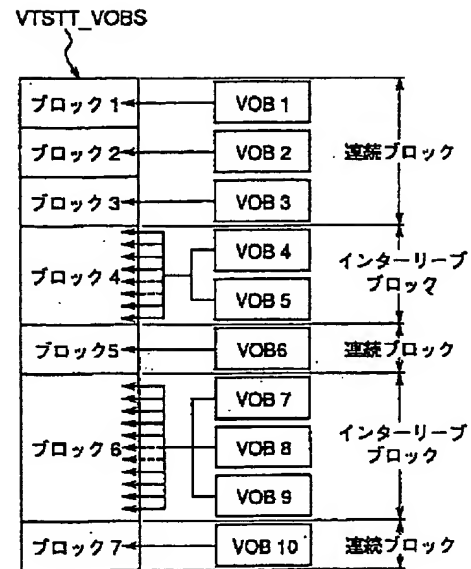 VTSTT_VOBS
ブロック1
VOB 1
ブロック2
VOB 2
連続ブロック
ブロック3
VOB 3
ブロック4
VOB 4
VOB 5
インターリーブ
ブロック
ブロック5
VOB6
連続ブロック
ブロック6
VOB 7
VOB 8
VOB 9
インターリーブ
ブロック
ブロック7
VOB 10
連続ブロック